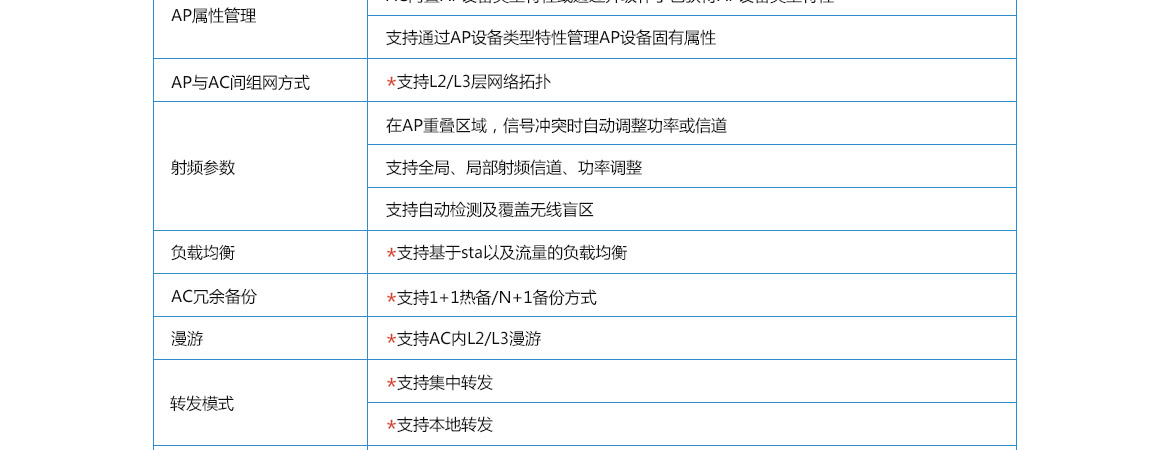 AP属性管理
支持通过AP设备类型特性管理AP设备固有属性
AP与AC间组网方式
*支持L2/L3层网络拓扑
射频参数
在AP重叠区域，信号冲突时自动调整功率或信道
支持全局、局部射频信道、功率调整
支持自动检测及覆盖无线盲区
负载均衡
*支持基于sta以及流量的负载均衡
AC冗余备份
*支持1+1热备/N+1备份方式
漫游
*支持AC内L2/L3漫游
转发模式
*支持集中转发
*支持本地转发